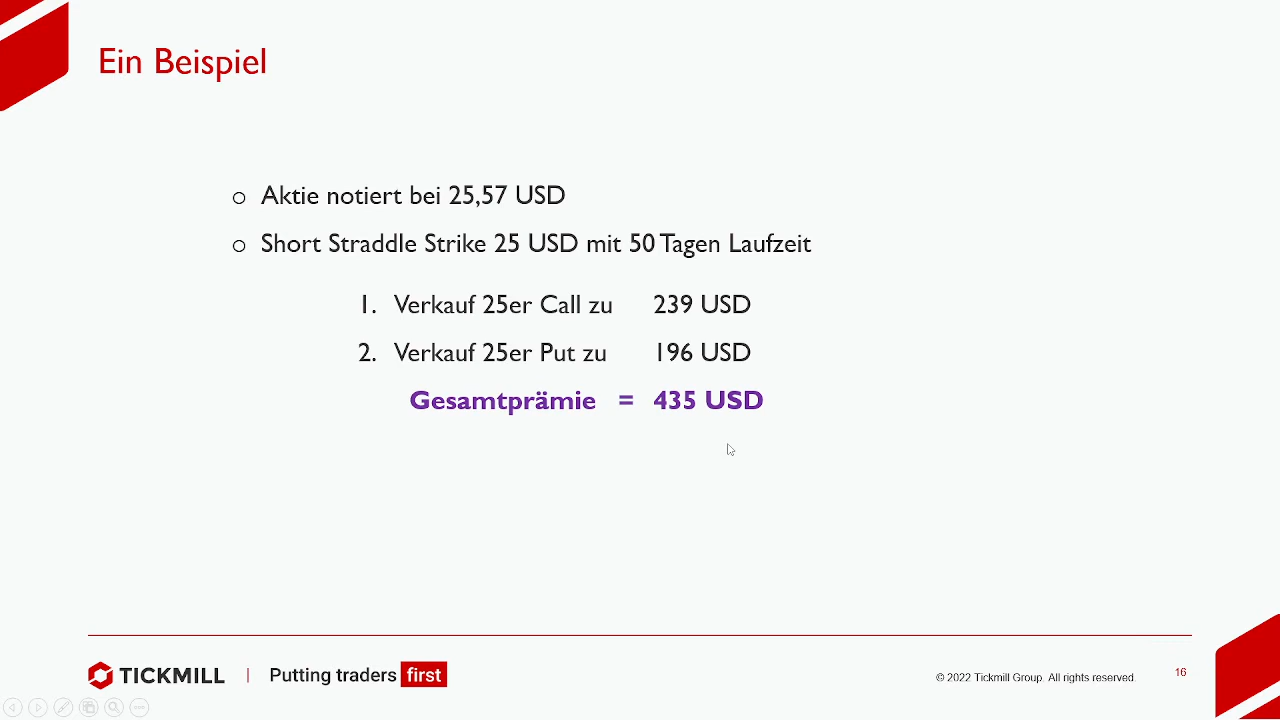 Ein Beispiel
o Aktie notiert bei 25,57 USD
o Short Straddle Strike 25 USD mit 50 Tagen Laufzeit
1. Verkauf 25er Call zu 239 USD
2. Verkauf 25er Put zu 196 USD
Gesamtprämie = 435 USD
TICKMILL | Putting traders first
© 2022 Tickmill Group. All rights reserved.
16